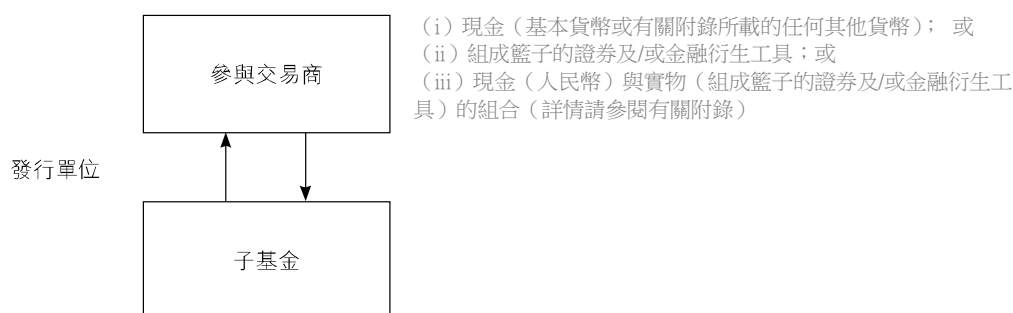 （i）現金（基本貨幣或有關附錄所載的任何其他貨幣）； 或
（ii）組成籃子的證券及/或金融衍生工具；或
（iii）現金（人民幣）與實物（組成籃子的證券及/或金融衍生工
具）的組合（詳情請參閱有關附錄）
參與交易商
發行單位
子基金